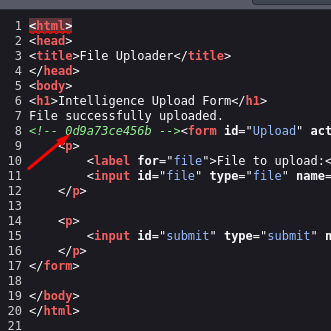 1 <html>
2 <head>
3 <title>File Uploader</title>
4 </head>
5 <body>
6 <h1>Intelligence Upload Form</h1>
7 File successfully uploaded.
8 <!-- 0d9a73ce456b --><form id="Upload" act
9 <p>
10 <label for="file">File to upload:<
11 <input id="file" type="file" name=
12 </p>
13
14 <p>
15 <input id="submit" type="submit" n
16 </p>
17 </form>
18
19 </body>
20 </html>
21